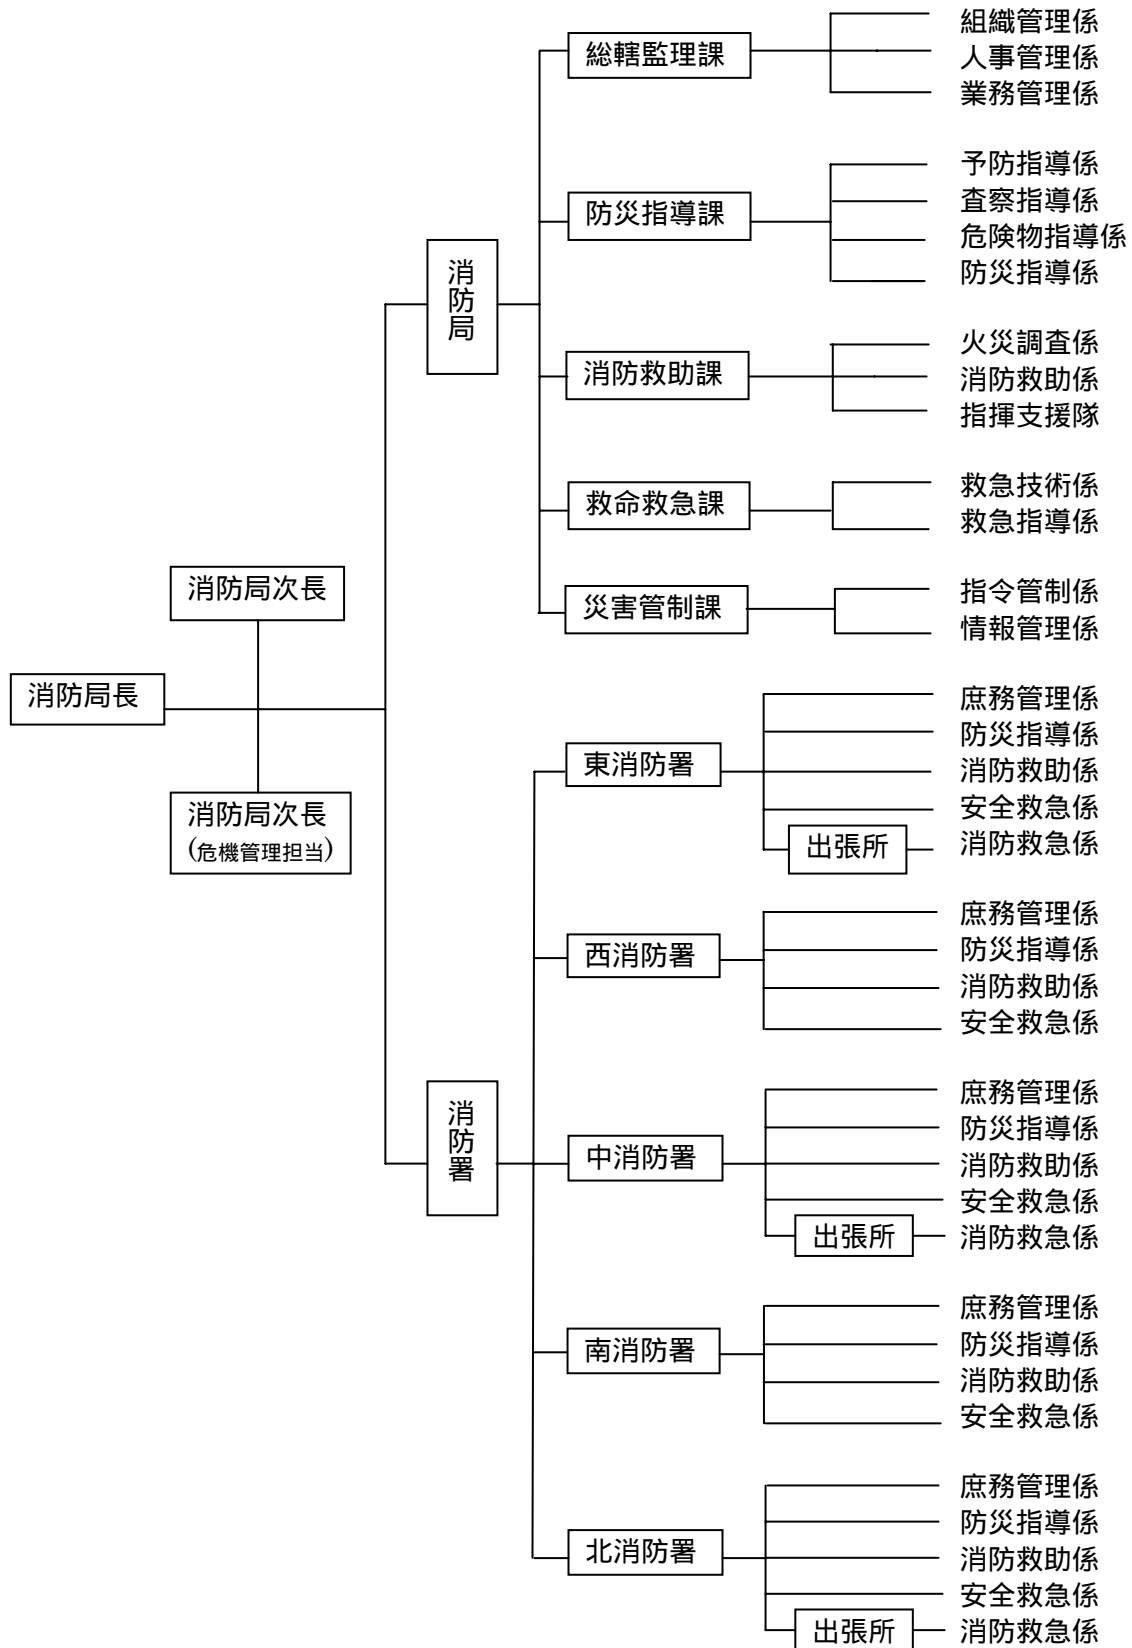 消防局長
消防局次長
消防局次長
(危機管理担当)
消防局
総轄監理課
組織管理係
人事管理係
業務管理係
防災指導課
予防指導係
査察指導係
危険物指導係
防災指導係
消防救助課
火災調査係
消防救助係
指揮支援隊
救命救急課
救急技術係
救急指導係
災害管制課
指令管制係
情報管理係
消防署
東消防署
庶務管理係
防災指導係
消防救助係
安全救急係
出張所
消防救急係
西消防署
庶務管理係
防災指導係
消防救助係
安全救急係
中消防署
庶務管理係
防災指導係
消防救助係
安全救急係
出張所
消防救急係
南消防署
庶務管理係
防災指導係
消防救助係
安全救急係
北消防署
庶務管理係
防災指導係
消防救助係
安全救急係
出張所
消防救急係